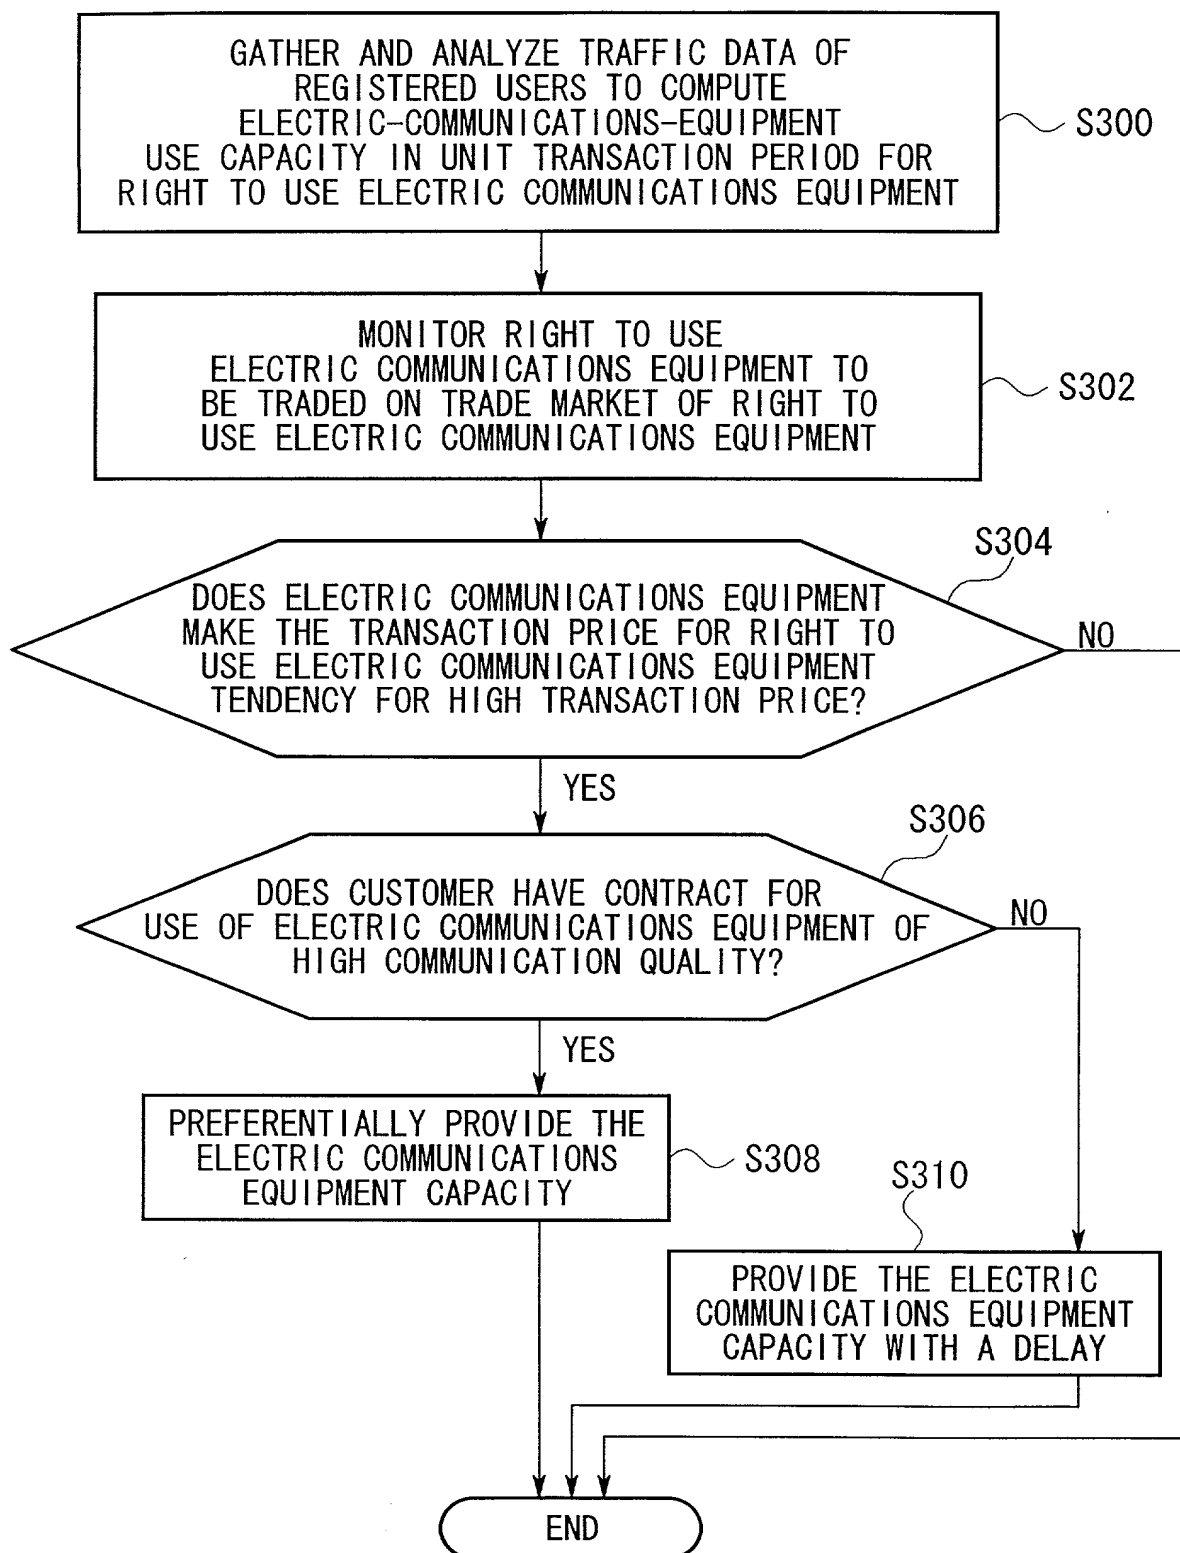 GATHER AND ANALYZE TRAFFIC DATA OF
REGISTERED USERS TO COMPUTE
ELECTRIC-COMMUNICATIONS-EQUIPMENT
USE CAPACITY IN UNIT TRANSACTION PERIOD FOR
RIGHT TO USE ELECTRIC COMMUNICATIONS EQUIPMENT
S300
MONITOR RIGHT TO USE
ELECTRIC COMMUNICATIONS EQUIPMENT TO
BE TRADED ON TRADE MARKET OF RIGHT TO
USE ELECTRIC COMMUNICATIONS EQUIPMENT
S302
S304
DOES ELECTRIC COMMUNICATIONS EQUIPMENT
MAKE THE TRANSACTION PRICE FOR RIGHT TO
USE ELECTRIC COMMUNICATIONS EQUIPMENT
TENDENCY FOR HIGH TRANSACTION PRICE?
NO
YES
S306
DOES CUSTOMER HAVE CONTRACT FOR
USE OF ELECTRIC COMMUNICATIONS EQUIPMENT OF
HIGH COMMUNICATION QUALITY?
NO
YES
PREFERENTIALLY PROVIDE THE
ELECTRIC COMMUNICATIONS
EQUIPMENT CAPACITY
S308
S310
PROVIDE THE ELECTRIC
COMMUNICATIONS EQUIPMENT
CAPACITY WITH A DELAY
END